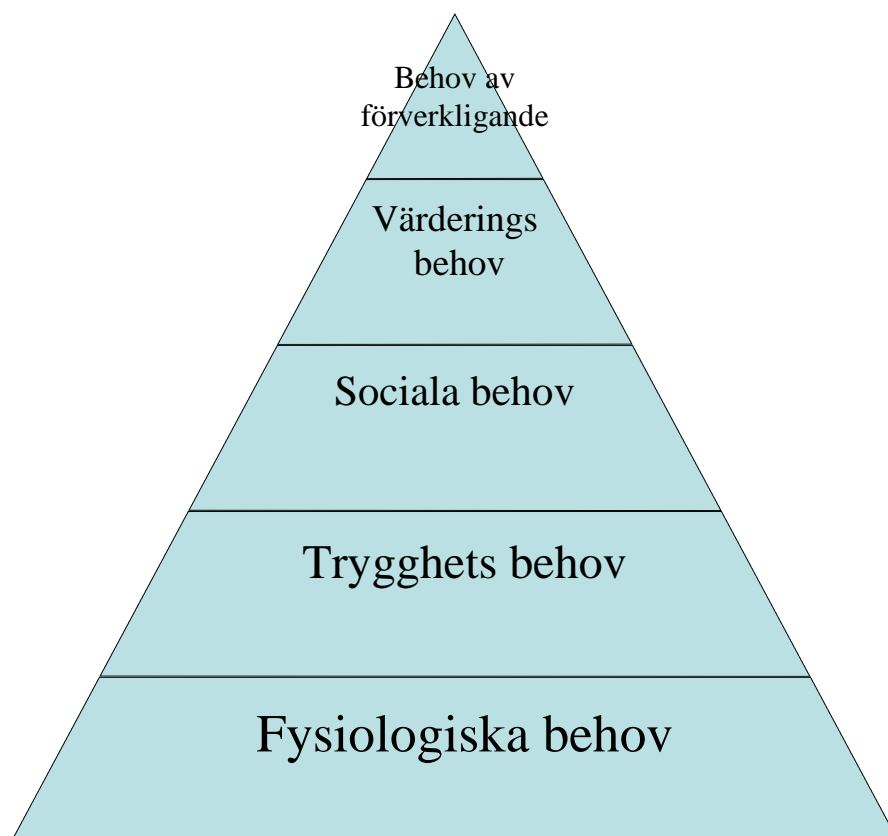 Behov av
förverkligande
Värderings
behov
Sociala behov
Trygghets behov
Fysiologiska behov